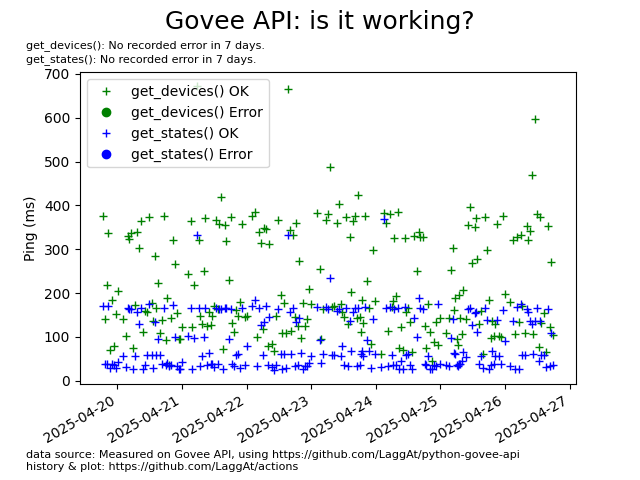 Govee API: is it working?
get_devices(): No recorded error in 7 days.
get_states(): No recorded error in 7 days.
700
600
500
400
300
200
100
0
Ping (ms)
get_devices() OK
get_devices() Error
get_states() OK
get_states() Error
2025-04-20
2025-04-21
2025-04-22
2025-04-23
2025-04-24
2025-04-25
2025-04-26
2025-04-27
data source: Measured on Govee API, using https://github.com/LaggAt/python-govee-api
history & plot: https://github.com/LaggAt/actions